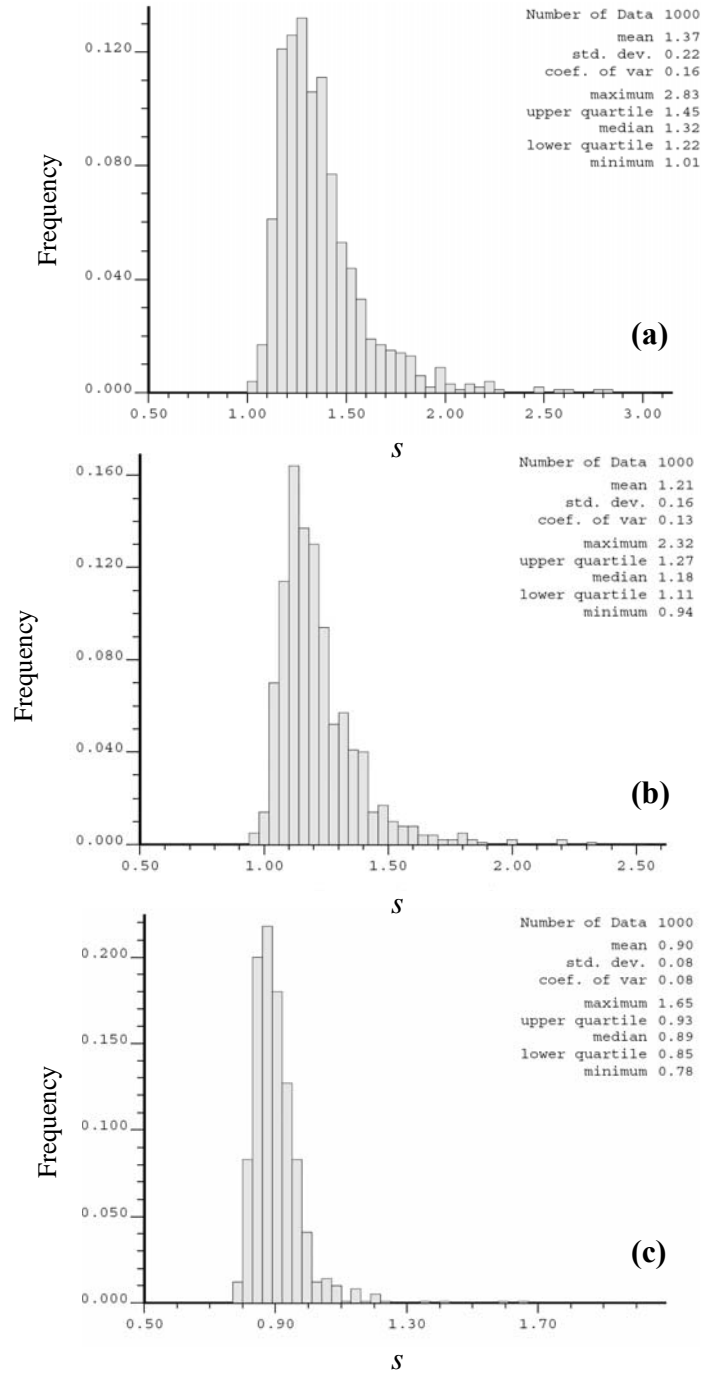 Number of Data 1000
mean 1.37
std. dev. 0.22
coef. of var 0.16
maximum 2.83
upper quartile 1.45
median 1.32
lower quartile 1.22
minimum 1.01
Frequency
0.120
0.080
0.040
0.000
(a)
0.50 1.00 1.50 2.00 2.50 3.00
s
Number of Data 1000
mean 1.21
std. dev. 0.16
coef. of var 0.13
maximum 2.32
upper quartile 1.27
median 1.18
lower quartile 1.11
minimum 0.94
Frequency
0.160
0.120
0.080
0.040
0.000
(b)
0.50 1.00 1.50 2.00 2.50
s
Number of Data 1000
mean 0.90
std. dev. 0.08
coef. of var 0.08
maximum 1.65
upper quartile 0.93
median 0.89
lower quartile 0.85
minimum 0.78
Frequency
0.200
0.150
0.100
0.050
0.000
(c)
0.50 0.90 1.30 1.70
s